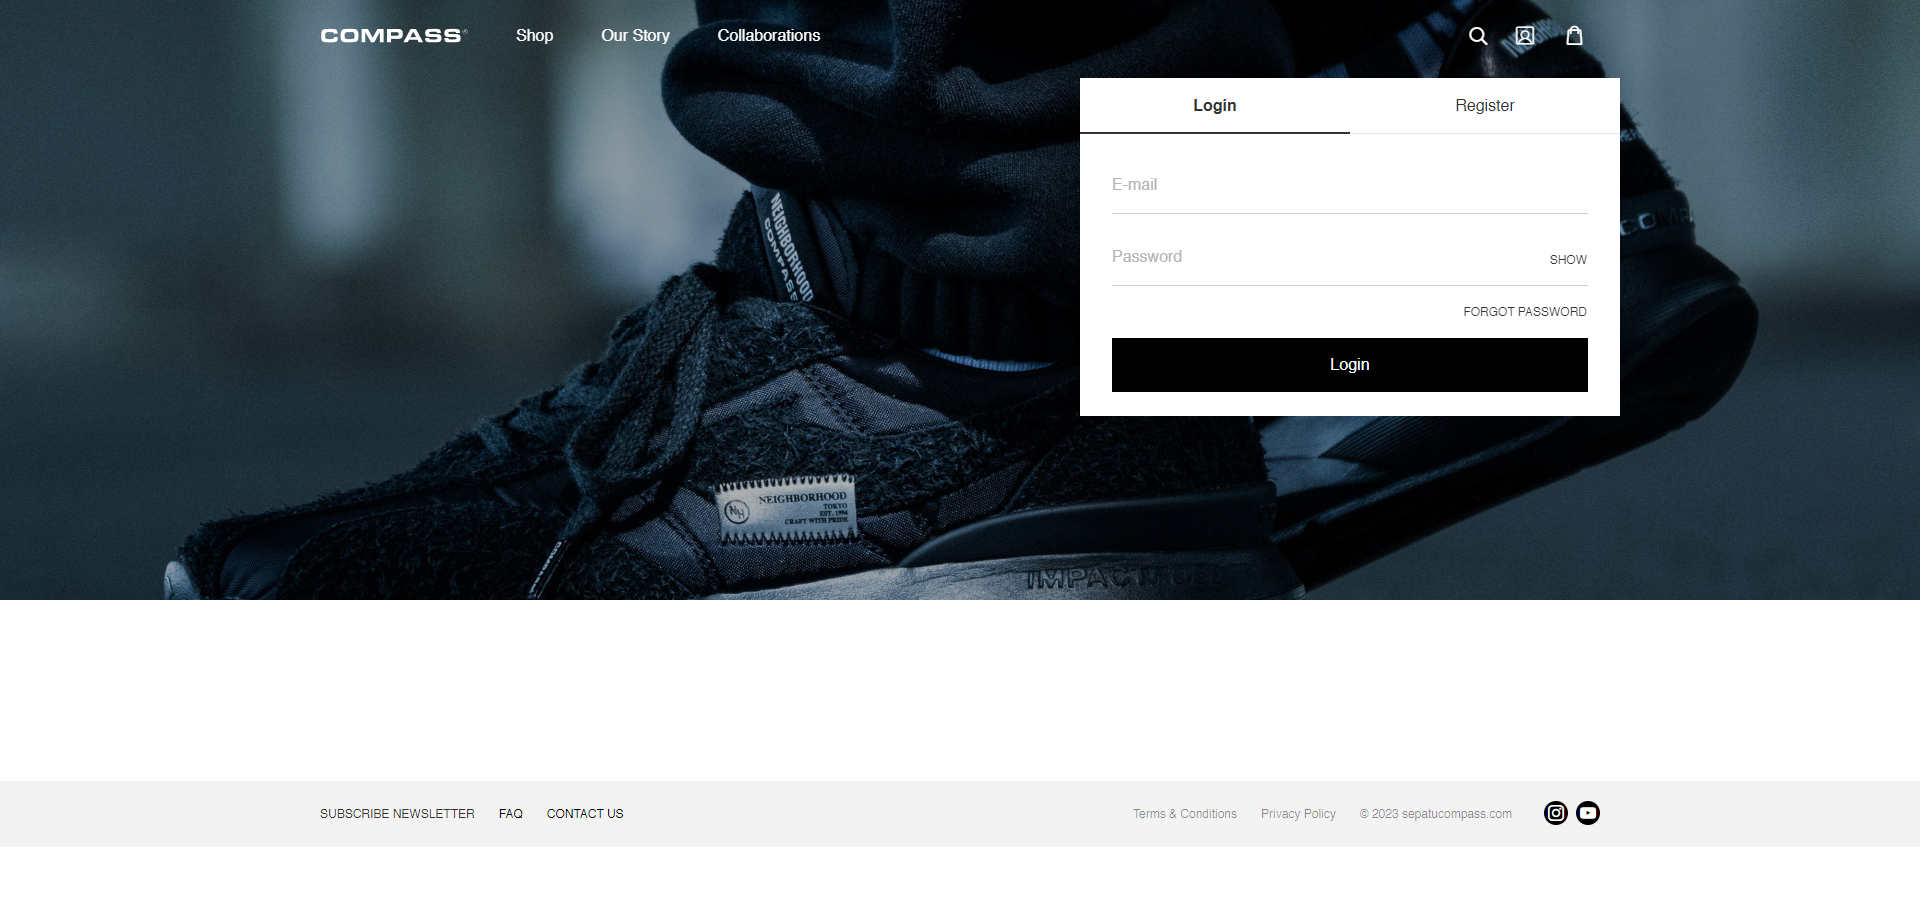 COMPASS®
Shop
Our Story
Collaborations
Login
Register
E-mail
Password
SHOW
FORGOT PASSWORD
Login
NEIGHBORHOOD
COMPASS
NEIGHBORHOOD
TOKYO
EST. 1994
CRAFT WITH PRIDE
NH
SUBSCRIBE NEWSLETTER
FAQ
CONTACT US
Terms & Conditions
Privacy Policy
© 2023 sepatucompass.com